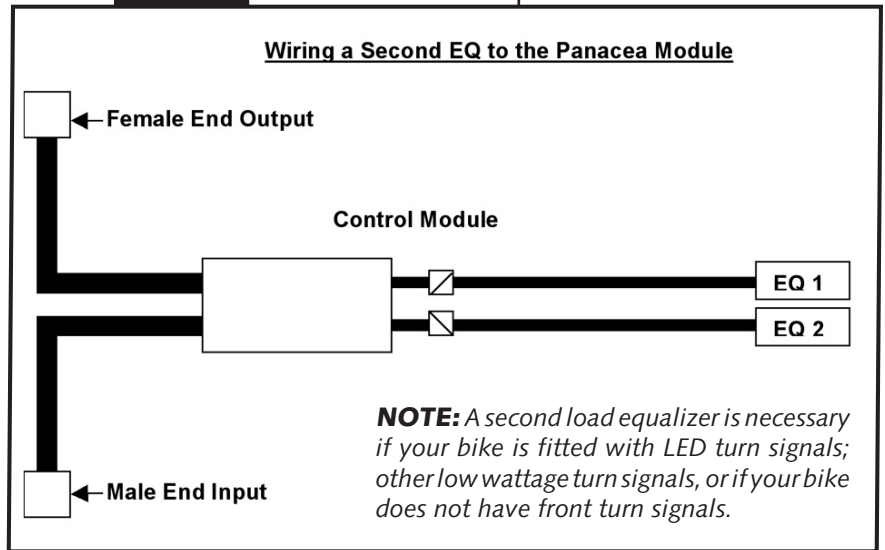 Wiring a Second EQ to the Panacea Module
Female End Output
Control Module
EQ 1
EQ 2
NOTE: A second load equalizer is necessary
if your bike is fitted with LED turn signals;
other low wattage turn signals, or if your bike
does not have front turn signals.
Male End Input